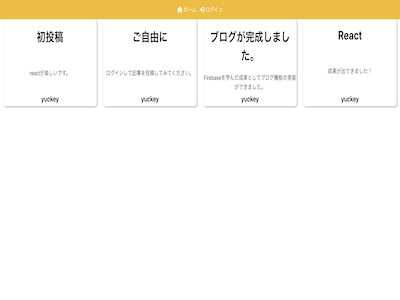 ホーム ログイン
初投稿
reactが楽しいです。
yuckey
ご自由に
ログインして記事を投稿してみてください。
yuckey
ブログが完成しまし
た。
Firebaseを学んだ成果としてブログ機能の実装
ができました。
yuckey
React
成果が出てきました！
yuckey